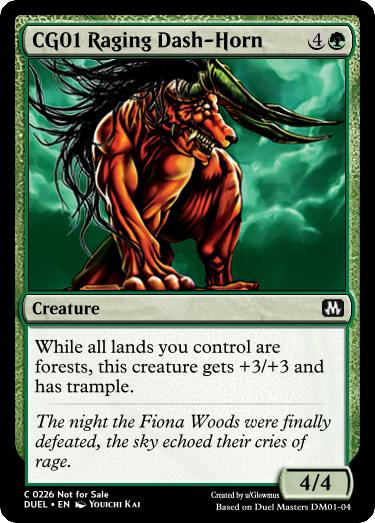 CG01 Raging Dash-Horn 4
Creature M
While all lands you control are
forests, this creature gets +3/+3 and
has trample.
The night the Fiona Woods were finally
defeated, the sky echoed their cries of
rage.
4/4
C 0226 Not for Sale
DUEL • EN Youichi Kai
Created by u/Glowmus
Based on Duel Masters DM01-04